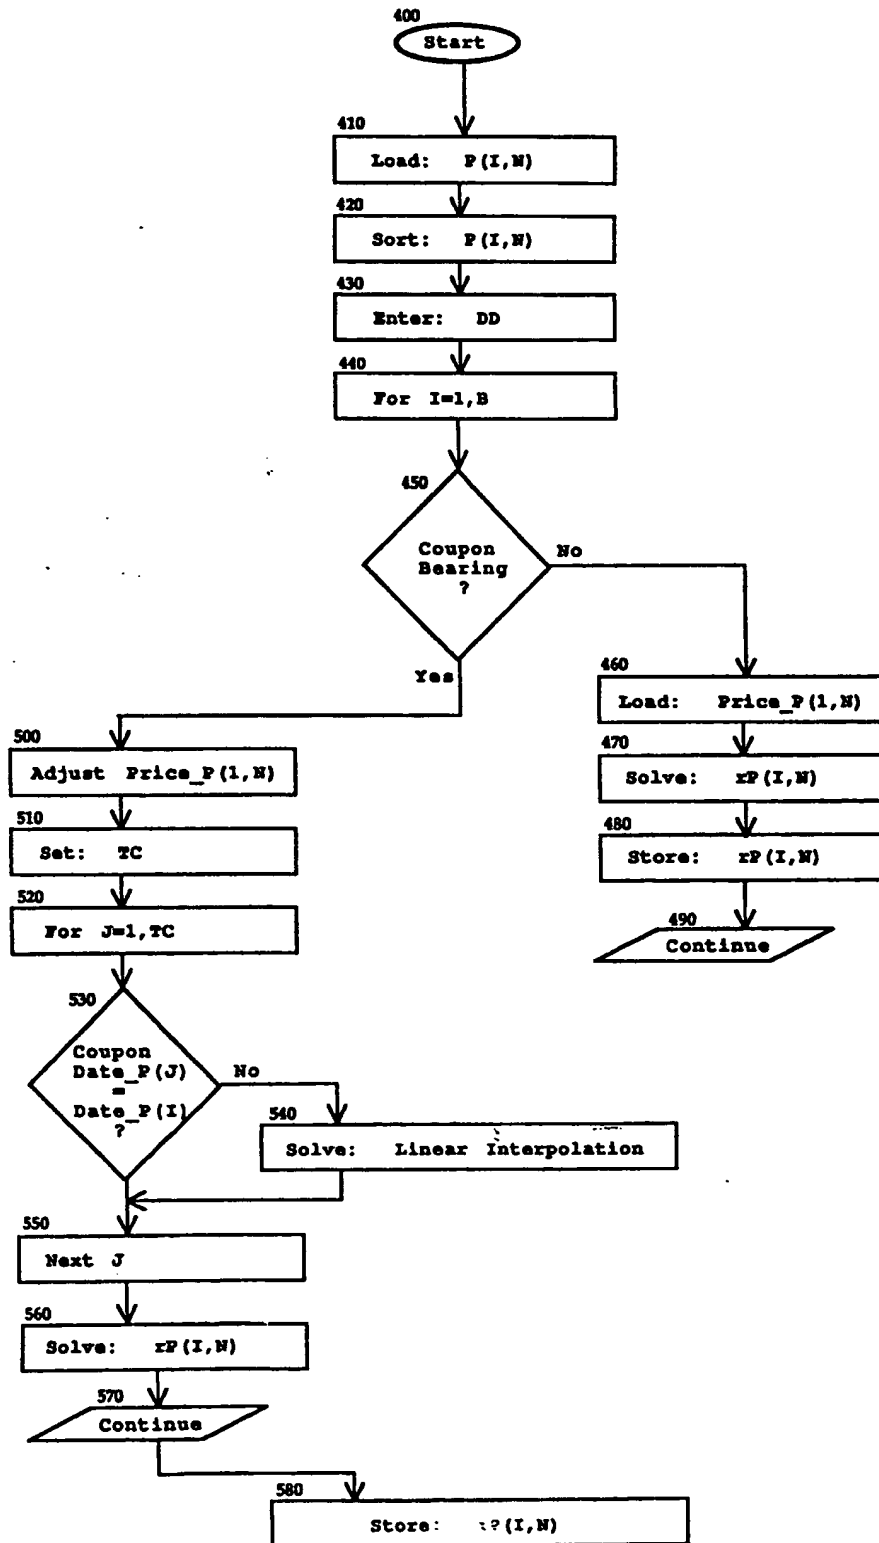 400
Start
410
Load: P(I,N)
420
Sort: P(I,N)
430
Enter: DD
440
For I=1,B
450
Coupon
Bearing
?
No
Yes
460
Load: Price_P(1,N)
470
Solve: rP(I,N)
480
Store: rP(I,N)
490
Continue
500
Adjust Price_P(1,N)
510
Set: TC
520
For J=1,TC
530
Coupon
Date_P(J)
=
Date_P(I)
?
No
540
Solve: Linear Interpolation
550
Next J
560
Solve: rP(I,N)
570
Continue
580
Store: (I,N)